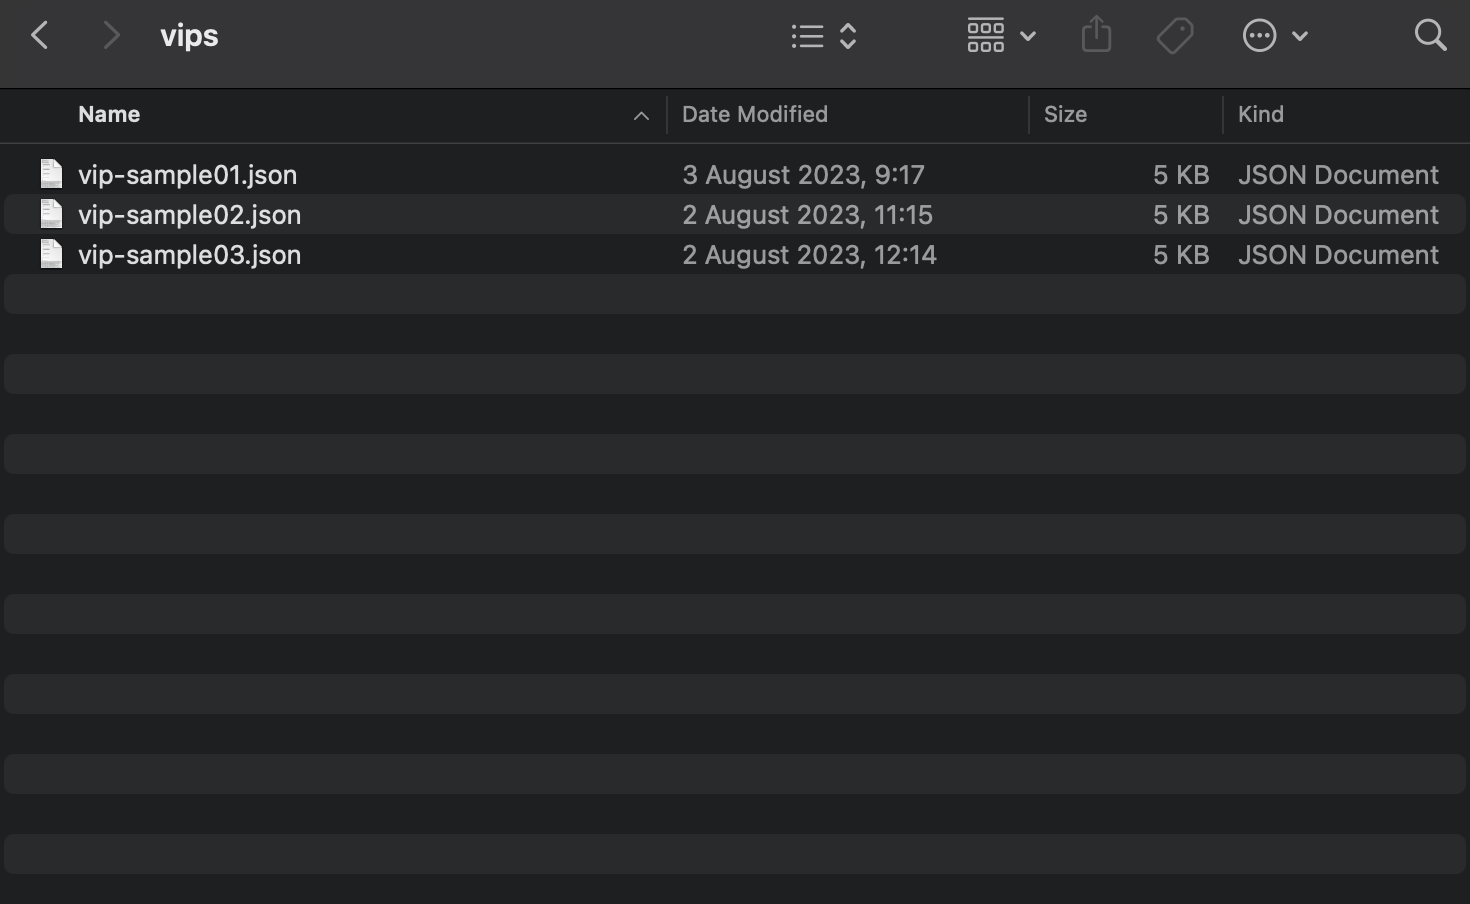 vips
Name Date Modified Size Kind
vip-sample01.json 3 August 2023, 9:17 5 KB JSON Document
vip-sample02.json 2 August 2023, 11:15 5 KB JSON Document
vip-sample03.json 2 August 2023, 12:14 5 KB JSON Document